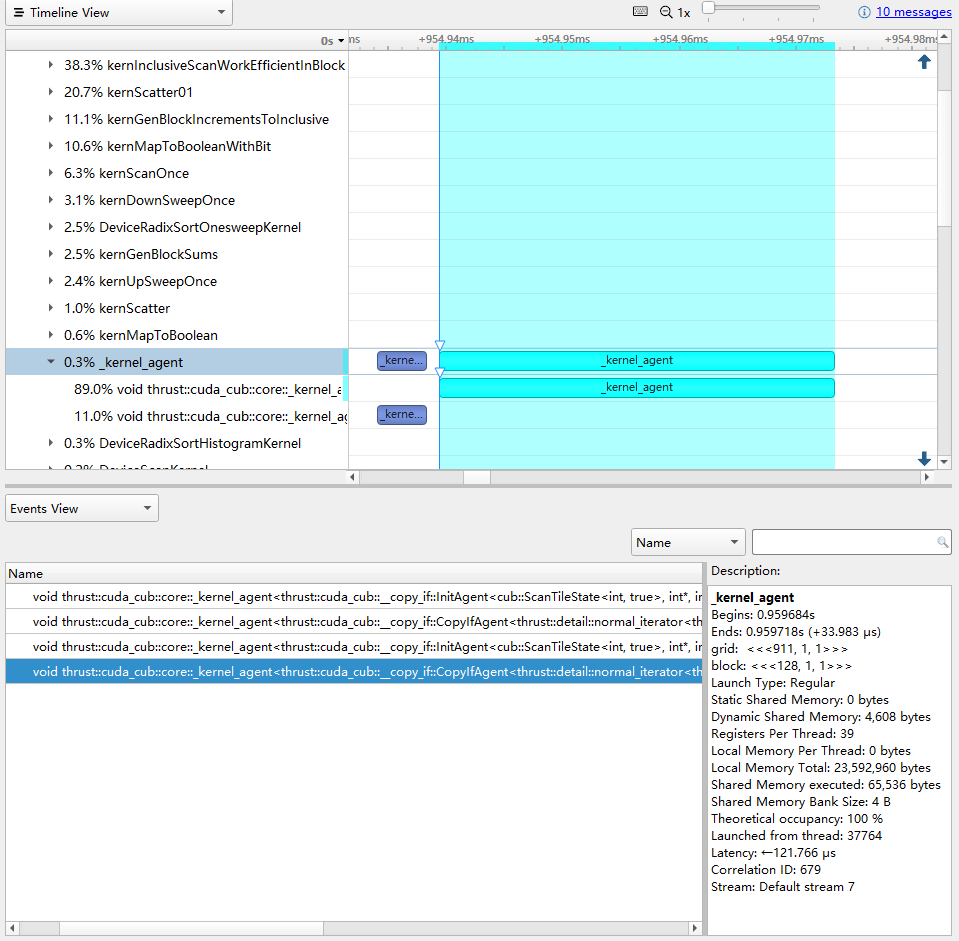 Timeline View
1x
10 messages
0s
ms
+954.94ms
+954.95ms
+954.96ms
+954.97ms
+954.98ms
38.3% kernInclusiveScanWorkEfficientInBlock
20.7% kernScatter01
11.1% kernGenBlockIncrementsToInclusive
10.6% kernMapToBooleanWithBit
6.3% kernScanOnce
3.1% kernDownSweepOnce
2.5% DeviceRadixSortOnesweepKernel
2.5% kernGenBlockSums
2.4% kernUpSweepOnce
1.0% kernScatter
0.6% kernMapToBoolean
0.3% _kernel_agent
_kerne...
_kernel_agent
89.0% void thrust::cuda_cub::core::_kernel_a
_kernel_agent
11.0% void thrust::cuda_cub::core::_kernel_ag
_kerne...
0.3% DeviceRadixSortHistogramKernel
0.2% DeviceScanKernel
Events View
Name
Name
void thrust::cuda_cub::core::_kernel_agent<thrust::cuda_cub::__copy_if::InitAgent<cub::ScanTileState<int, true>, int*, in
void thrust::cuda_cub::core::_kernel_agent<thrust::cuda_cub::__copy_if::CopyIfAgent<thrust::detail::normal_iterator<th
void thrust::cuda_cub::core::_kernel_agent<thrust::cuda_cub::__copy_if::InitAgent<cub::ScanTileState<int, true>, int*, in
void thrust::cuda_cub::core::_kernel_agent<thrust::cuda_cub::__copy_if::CopyIfAgent<thrust::detail::normal_iterator<th
Description:
_kernel_agent
Begins: 0.959684s
Ends: 0.959718s (+33.983 μs)
grid:  <<<911, 1, 1>>>
block: <<<128, 1, 1>>>
Launch Type: Regular
Static Shared Memory: 0 bytes
Dynamic Shared Memory: 4,608 bytes
Registers Per Thread: 39
Local Memory Per Thread: 0 bytes
Local Memory Total: 23,592,960 bytes
Shared Memory executed: 65,536 bytes
Shared Memory Bank Size: 4 B
Theoretical occupancy: 100 %
Launched from thread: 37764
Latency: ←121.766 μs
Correlation ID: 679
Stream: Default stream 7